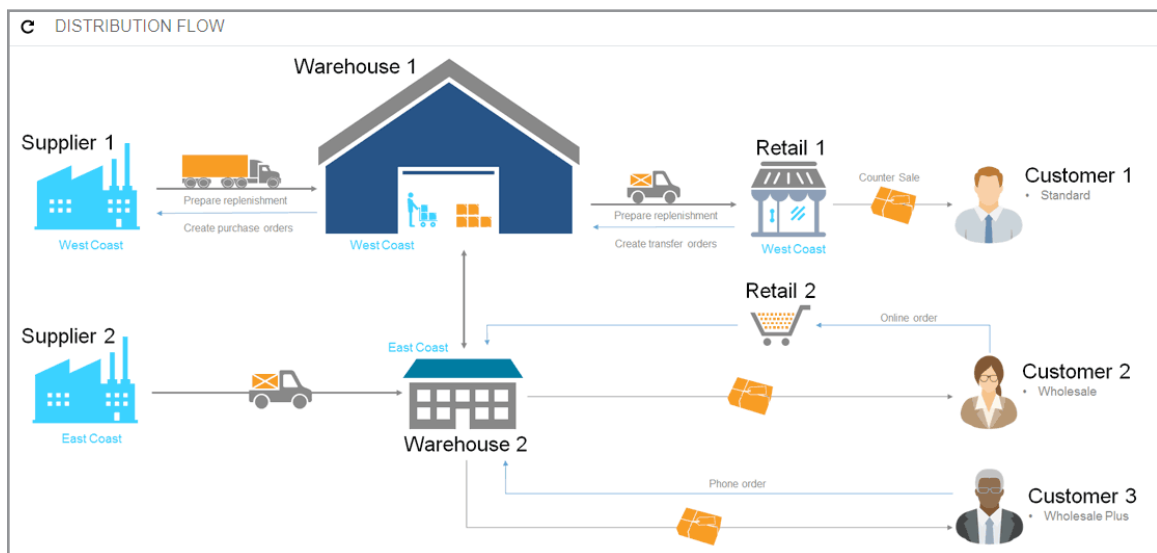 DISTRIBUTION FLOW
Warehouse 1
Supplier 1
Prepare replenishment
Create purchase orders
West Coast
West Coast
Prepare replenishment
Create transfer orders
Retail 1
West Coast
Counter Sale
Customer 1
• Standard
Retail 2
Online order
Supplier 2
East Coast
East Coast
Warehouse 2
Customer 2
• Wholesale
Phone order
Customer 3
• Wholesale Plus